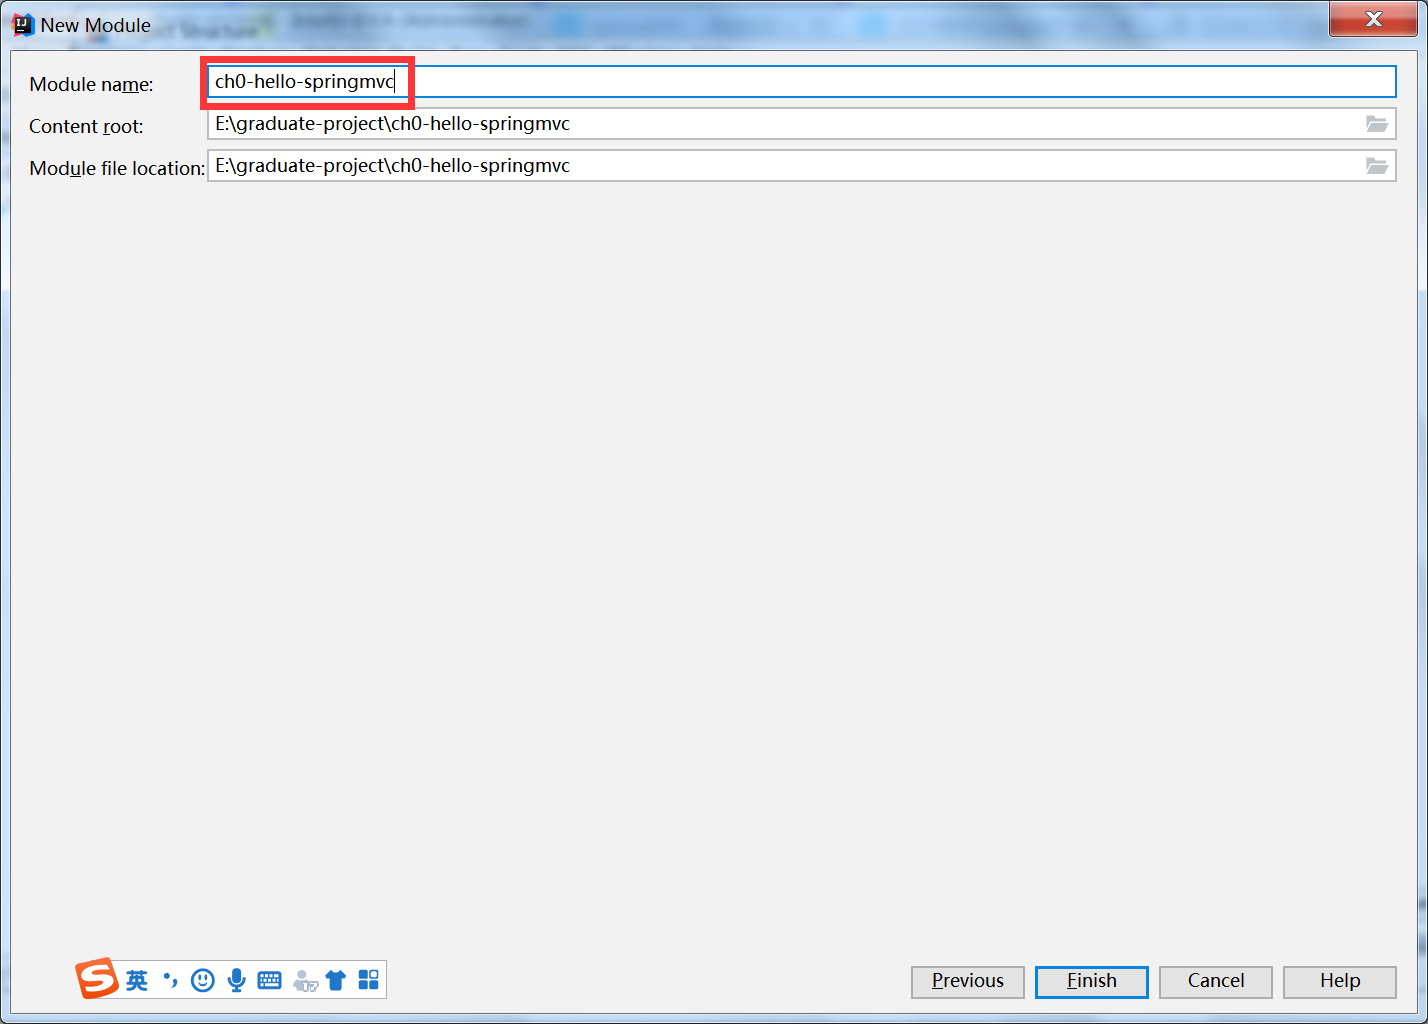 New Module
Module name: ch0-hello-springmvc
Content root: E:\graduate-project\ch0-hello-springmvc
Module file location: E:\graduate-project\ch0-hello-springmvc
英
Previous Finish Cancel Help